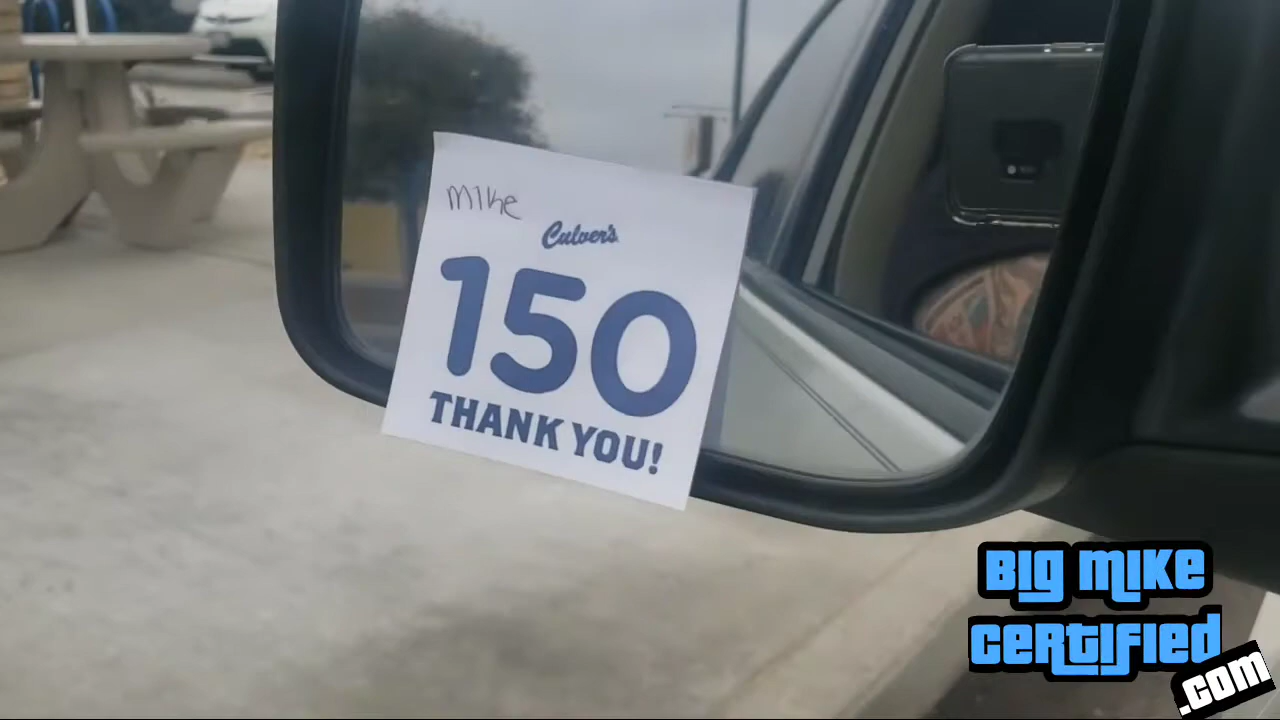 Mike
Culver's
150
THANK YOU!
BIG MIKE
CERTIFIED
.COM